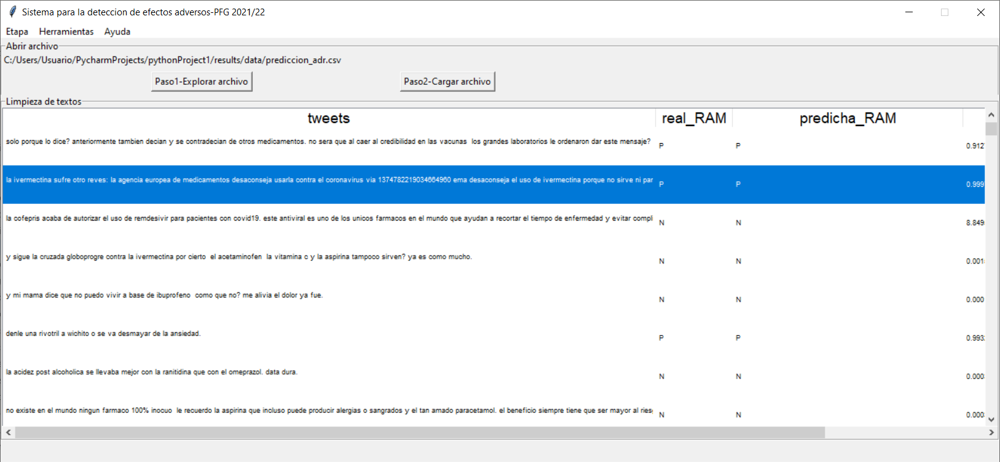 Sistema para la deteccion de efectos adversos-PFG 2021/22
Etapa Herramientas Ayuda
Abrir archivo
C:/Users/Usuario/PycharmProjects/pythonProject1/results/data/prediccion_adr.csv
Paso1-Explorar archivo Paso2-Cargar archivo
Limpieza de textos
tweets real_RAM predicha_RAM
solo porque lo dice? anteriormente tambien decian y se contradecian de otros medicamentos. no sera que al caer al credibilidad en las vacunas  los grandes laboratorios le ordenaron dar este mensaje? P P 0.912
la ivermectina sufre otro reves: la agencia europea de medicamentos desaconseja usarla contra el coronavirus via 1374782219034664960 ema desaconseja el uso de ivermectina porque no sirve ni par P P 0.999
la cofepris acaba de autorizar el uso de remdesivir para pacientes con covid19. este antiviral es uno de los unicos farmacos en el mundo que ayudan a recortar el tiempo de enfermedad y evitar compl N N 8.849
y sigue la cruzada globoprogre contra la ivermectina por cierto  el acetaminofen  la vitamina c y la aspirina tampoco sirven? ya es como mucho. N N 0.001
y mi mama dice que no puedo vivir a base de ibuprofeno  como que no? me alivia el dolor ya fue. N N 0.000
denle una rivotril a wichito o se va desmayar de la ansiedad. P P 0.993
la acidez post alcoholica se llevaba mejor con la ranitidina que con el omeprazol. data dura. N N 0.000
no existe en el mundo ningun farmaco 100% inocuo  le recuerdo la aspirina que incluso puede producir alergias o sangrados y el tan amado paracetamol. el beneficio siempre tiene que ser mayor al ries N N 0.000